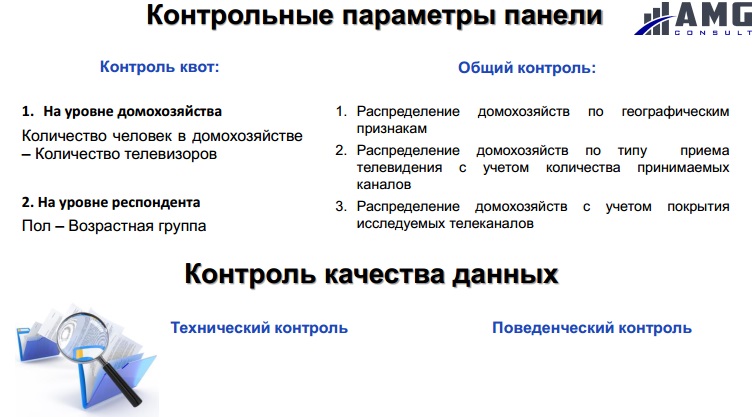 Контрольные параметры панели
AMG
CONSULT
Контроль квот:
1. На уровне домохозяйства
Количество человек в домохозяйстве
– Количество телевизоров
2. На уровне респондента
Пол – Возрастная группа
Общий контроль:
1. Распределение домохозяйств по географическим
признакам
2. Распределение домохозяйств по типу приема
телевидения с учетом количества принимаемых
каналов
3. Распределение домохозяйств с учетом покрытия
исследуемых телеканалов
Контроль качества данных
Технический контроль
Поведенческий контроль